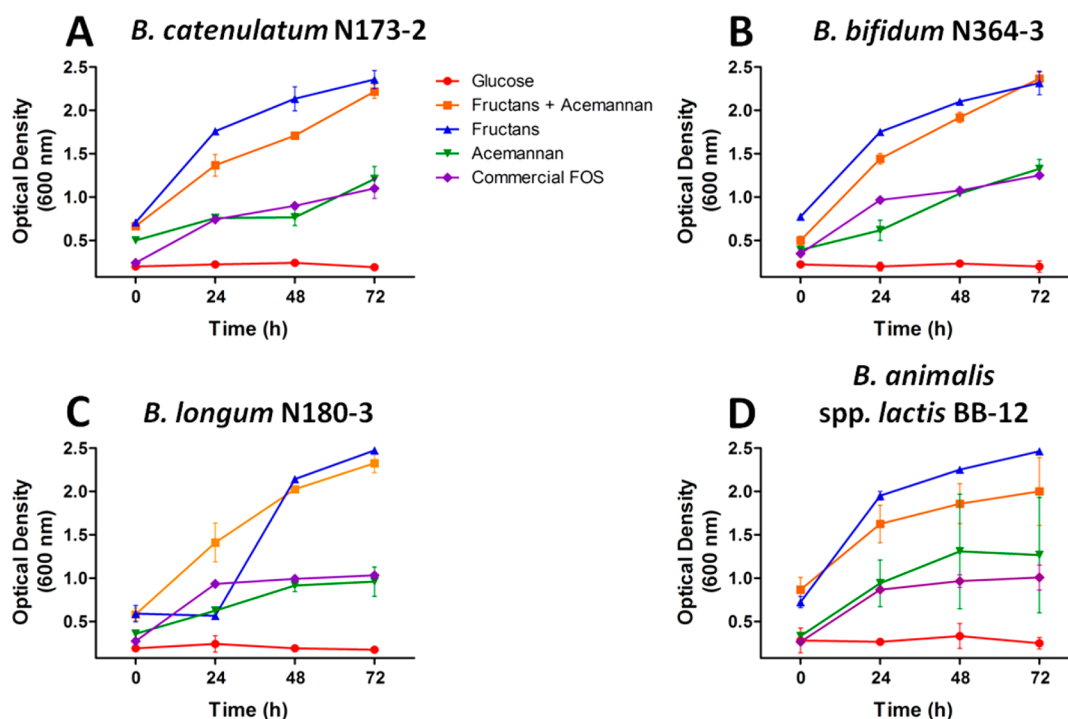 A
B. catenulatum N173-2
2.5
2.0
1.5
1.0
0.5
Optical Density
(600 nm)
0 24 48 72
Time (h)
Glucose
Fructans + Acemannan
Fructans
Acemannan
Commercial FOS
B
B. bifidum N364-3
2.5
2.0
1.5
1.0
0.5
Optical Density
(600 nm)
0 24 48 72
Time (h)
C
B. longum N180-3
2.5
2.0
1.5
1.0
0.5
Optical Density
(600 nm)
0 24 48 72
Time (h)
D
B. animalis
spp. lactis BB-12
2.5
2.0
1.5
1.0
0.5
Optical Density
(600 nm)
0 24 48 72
Time (h)